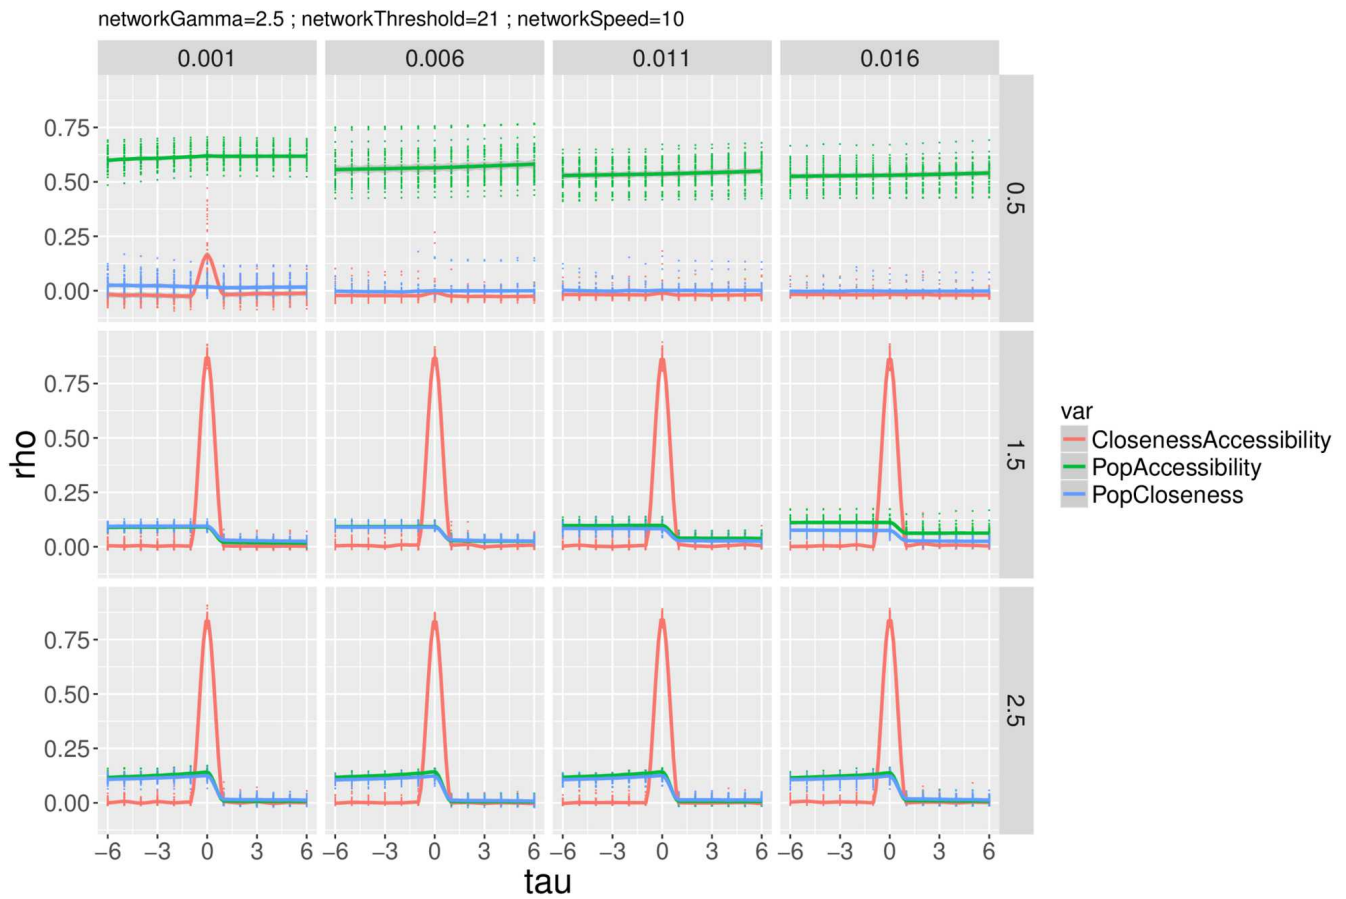 networkGamma=2.5 ; networkThreshold=21 ; networkSpeed=10
0.001 0.006 0.011 0.016
0.75
0.50
0.25
0.00
0.5
0.75
0.50
0.25
0.00
1.5
0.75
0.50
0.25
0.00
2.5
rho
−6 −3 0 3 6 −6 −3 0 3 6 −6 −3 0 3 6 −6 −3 0 3 6
tau
var
ClosenessAccessibility
PopAccessibility
PopCloseness